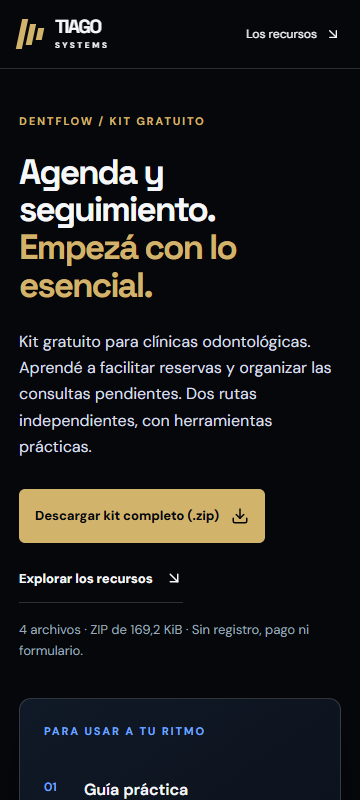 TIAGO
SYSTEMS
Los recursos
DENTFLOW / KIT GRATUITO
Agenda y
seguimiento.
Empezá con lo
esencial.
Kit gratuito para clínicas odontológicas.
Aprendé a facilitar reservas y organizar las
consultas pendientes. Dos rutas
independientes, con herramientas
prácticas.
Descargar kit completo (.zip)
Explorar los recursos
4 archivos · ZIP de 169,2 KiB · Sin registro, pago ni
formulario.
PARA USAR A TU RITMO
01 Guía práctica